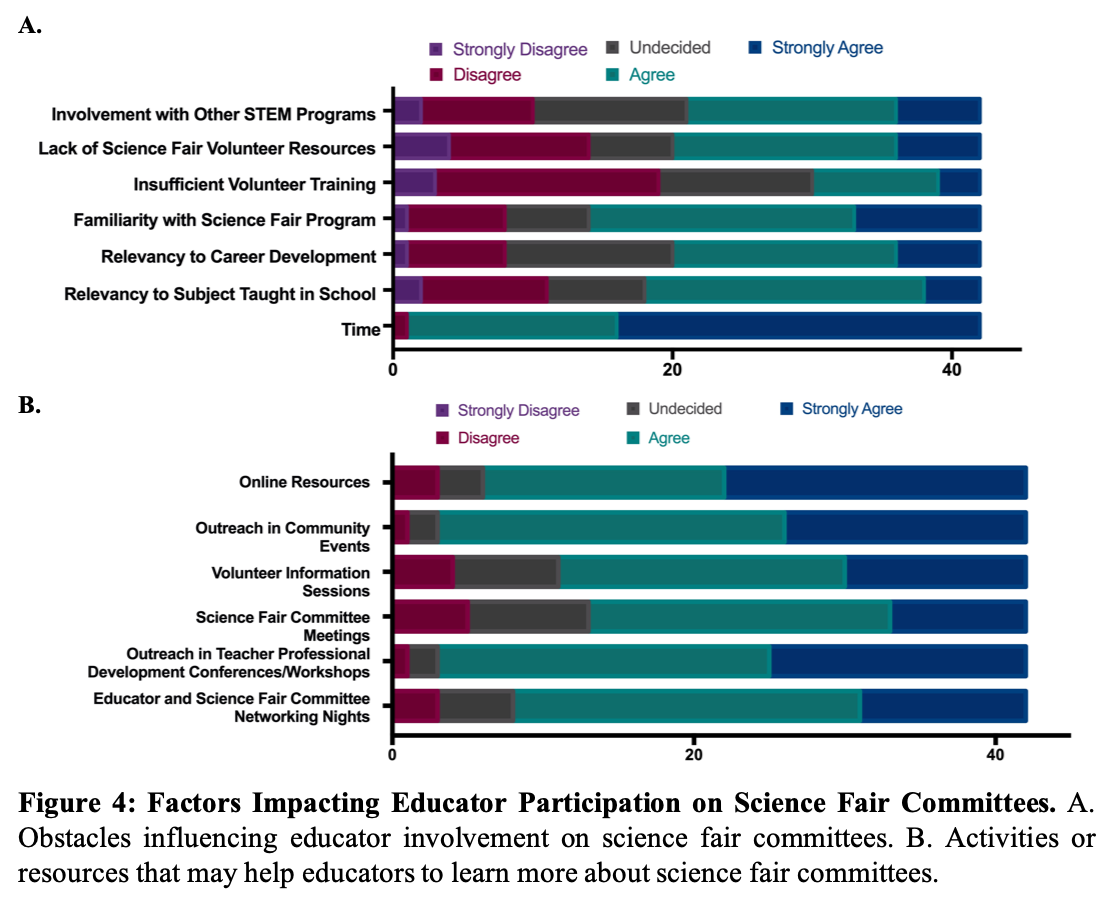 A.
Strongly Disagree Undecided Strongly Agree
Disagree Agree
Involvement with Other STEM Programs
Lack of Science Fair Volunteer Resources
Insufficient Volunteer Training
Familiarity with Science Fair Program
Relevancy to Career Development
Relevancy to Subject Taught in School
Time
0 20 40
B.
Strongly Disagree Undecided Strongly Agree
Disagree Agree
Online Resources
Outreach in Community
Events
Volunteer Information
Sessions
Science Fair Committee
Meetings
Outreach in Teacher Professional
Development Conferences/Workshops
Educator and Science Fair Committee
Networking Nights
0 20 40
Figure 4: Factors Impacting Educator Participation on Science Fair Committees. A.
Obstacles influencing educator involvement on science fair committees. B. Activities or
resources that may help educators to learn more about science fair committees.